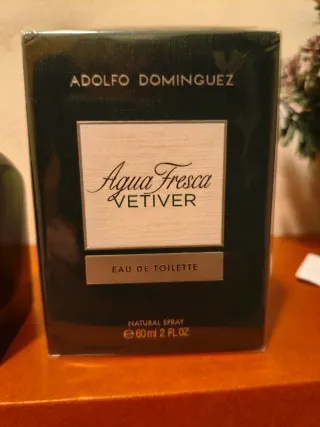 ADOLFO DOMINGUEZ
Agua Fresca
VETIVER
EAU DE TOILETTE
NATURAL SPRAY
℮ 60 ml 2 FL OZ